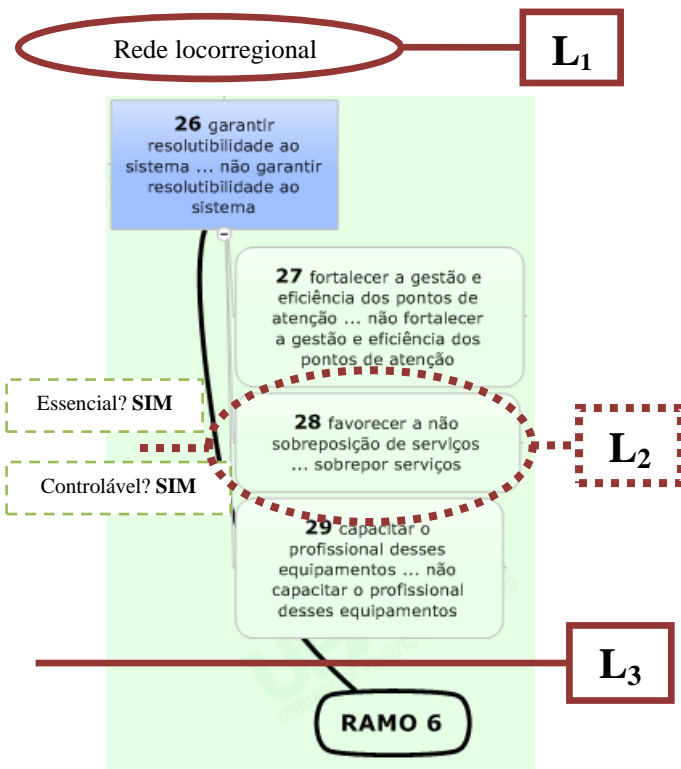 Rede locorregional
L1
26 garantir
resolutibilidade ao
sistema ... não garantir
resolutibilidade ao
sistema
27 fortalecer a gestão e
eficiência dos pontos de
atenção ... não fortalecer
a gestão e eficiência dos
pontos de atenção
Essencial? SIM
28 favorecer a não
sobreposição de serviços
... sobrepor serviços
L2
Controlável? SIM
29 capacitar o
profissional desses
equipamentos ... não
capacitar o profissional
desses equipamentos
L3
RAMO 6